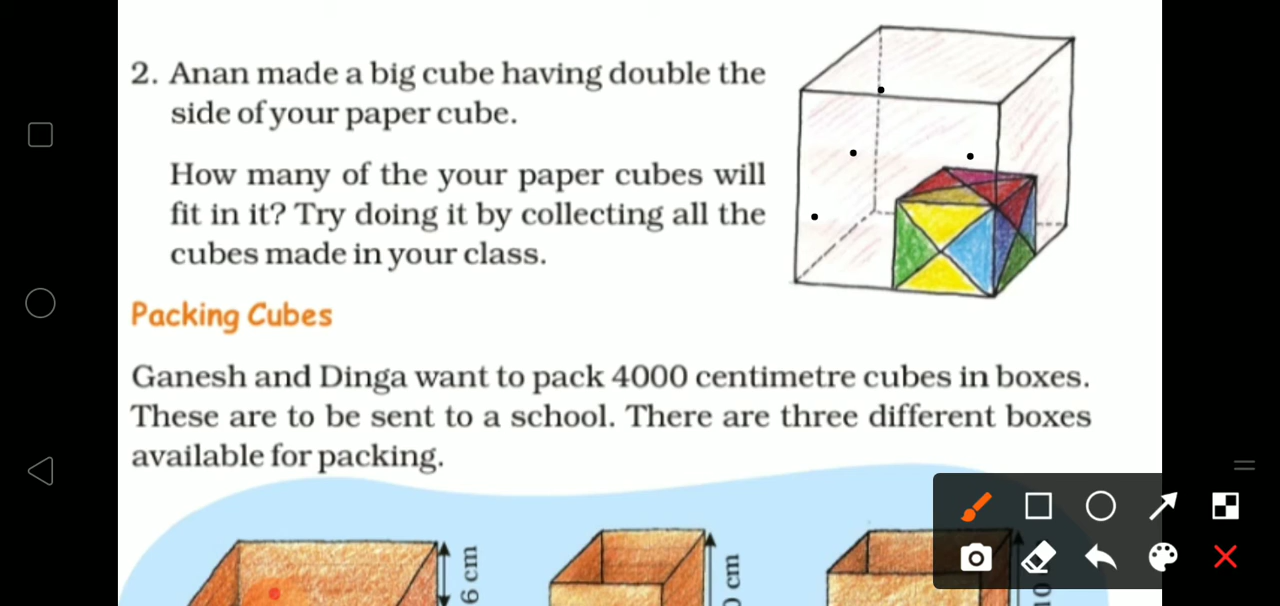 2. Anan made a big cube having double the
side of your paper cube.
How many of the your paper cubes will
fit in it? Try doing it by collecting all the
cubes made in your class.
Packing Cubes
Ganesh and Dinga want to pack 4000 centimetre cubes in boxes.
These are to be sent to a school. There are three different boxes
available for packing.
6 cm
cm
10